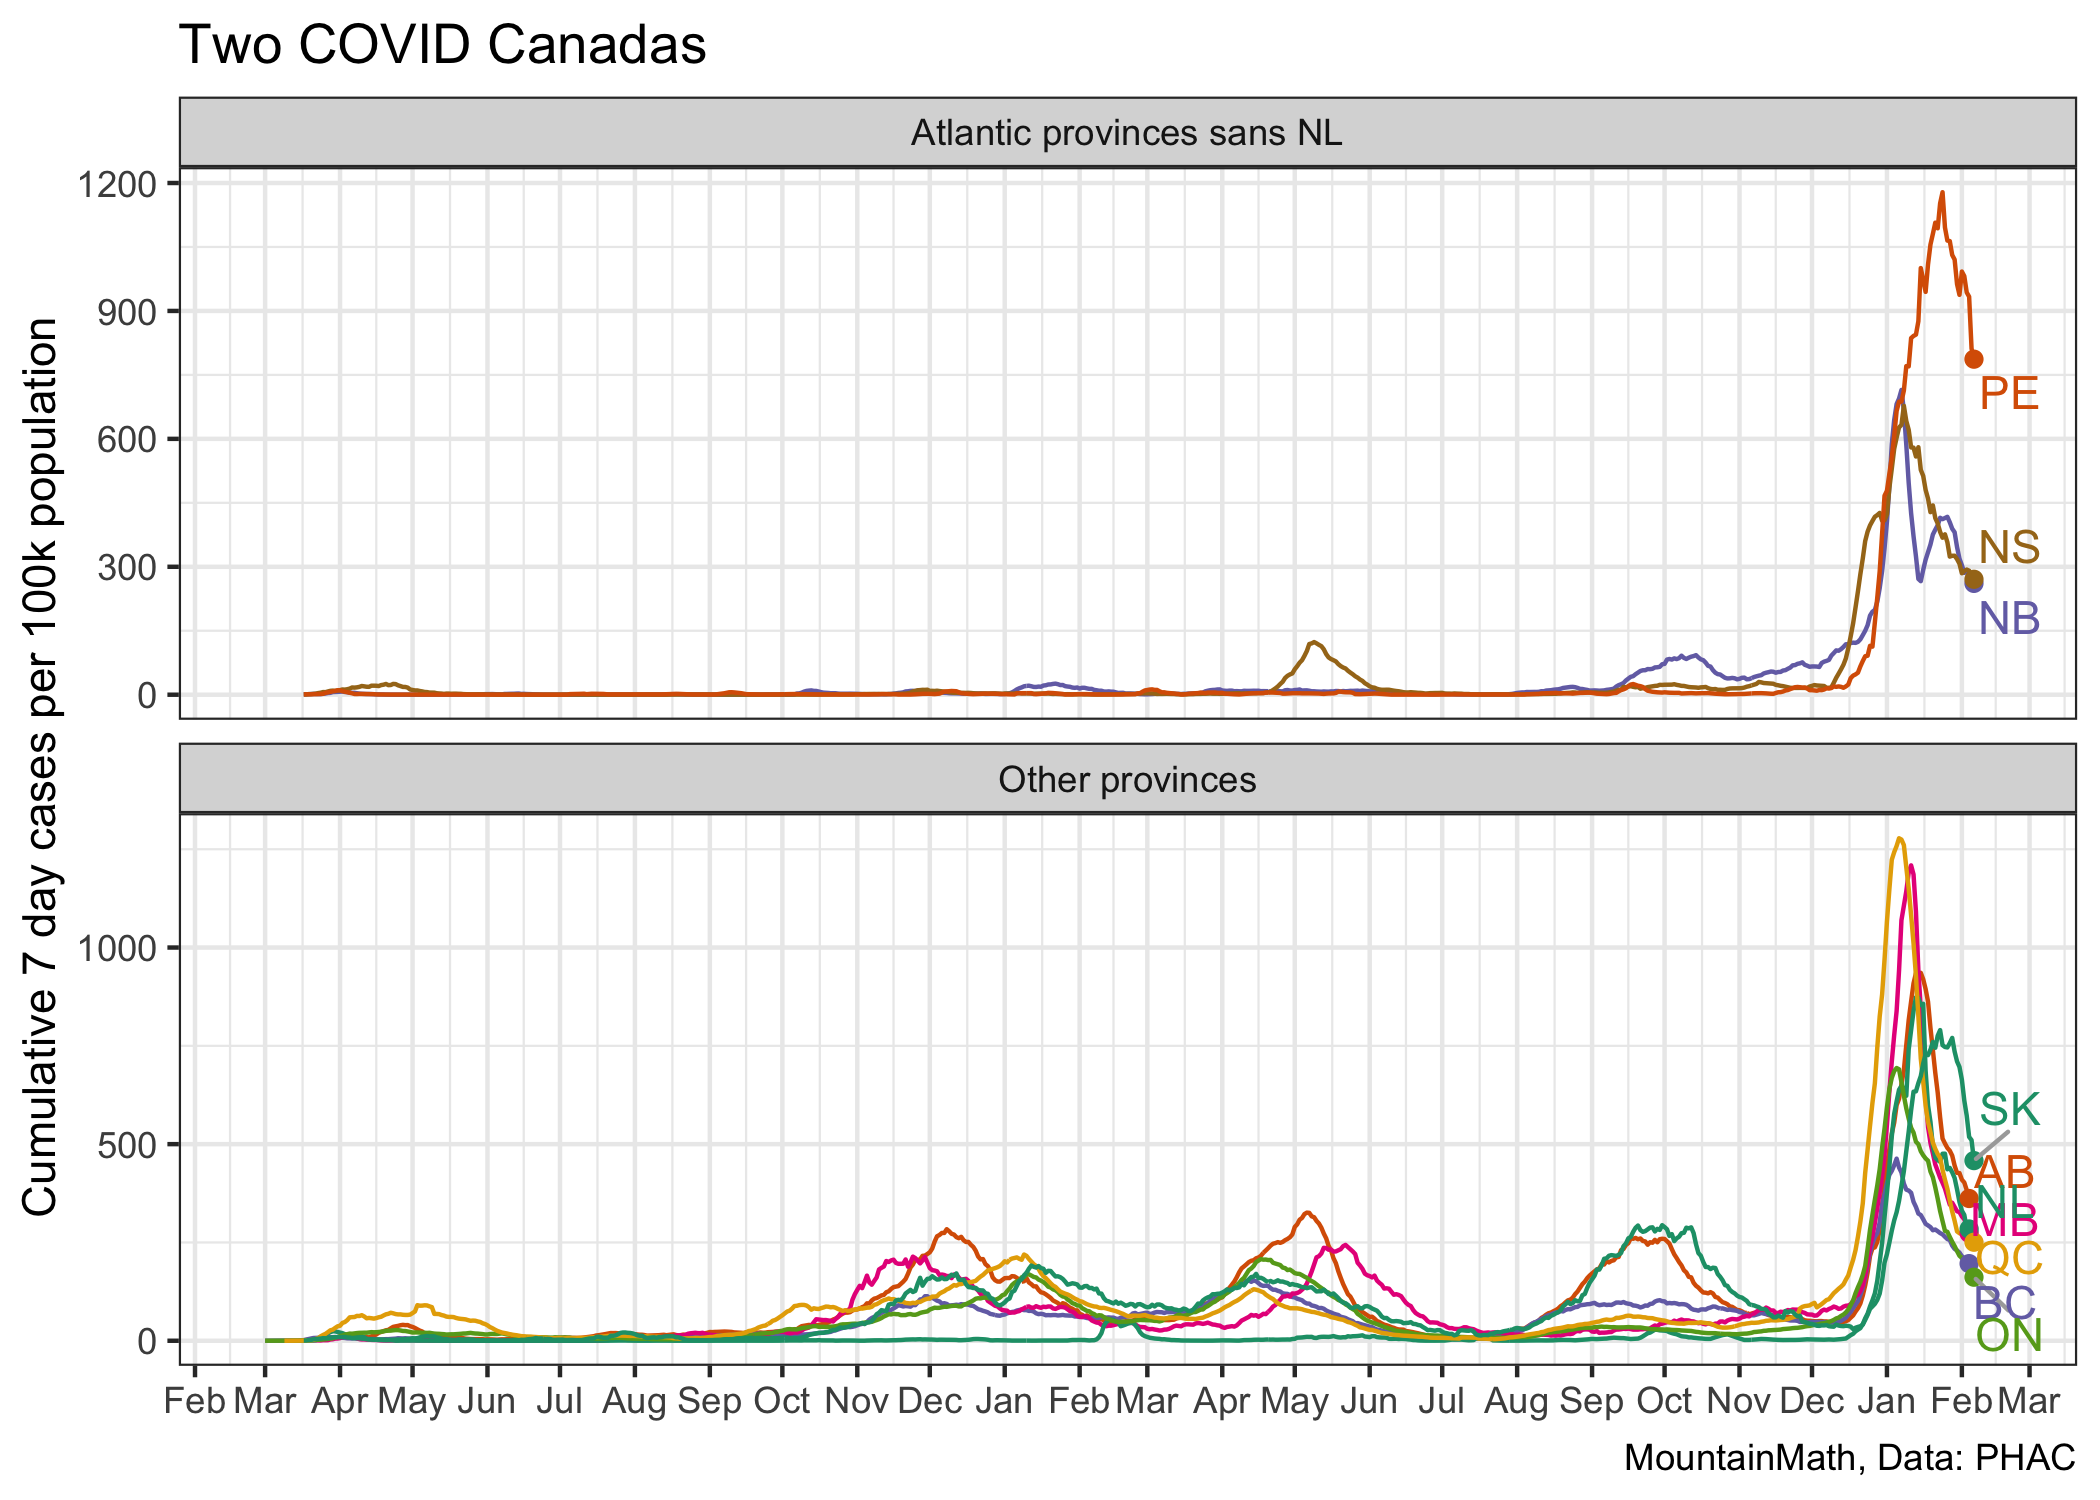 Two COVID Canadas
Atlantic provinces sans NL
1200
900
600
300
0
PE
NS
NB
Cumulative 7 day cases per 100k population
Other provinces
1000
500
0
SK
AB
NL
MB
QC
BC
ON
Feb Mar Apr May Jun Jul Aug Sep Oct Nov Dec Jan Feb Mar Apr May Jun Jul Aug Sep Oct Nov Dec Jan Feb Mar
MountainMath, Data: PHAC